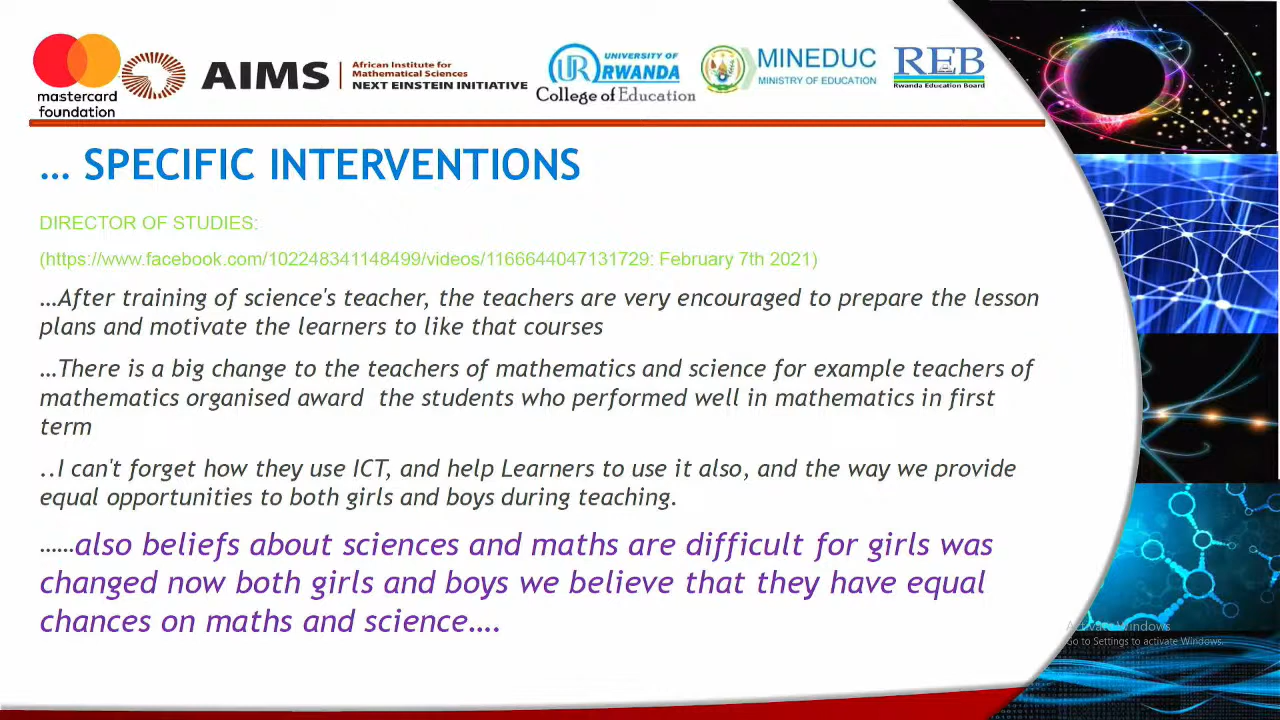 mastercard
foundation
AIMS
African Institute for
Mathematical Sciences
NEXT EINSTEIN INITIATIVE
UR
UNIVERSITY OF
RWANDA
College of Education
MINEDUC
MINISTRY OF EDUCATION
REB
Rwanda Education Board
... SPECIFIC INTERVENTIONS
DIRECTOR OF STUDIES:
(https://www.facebook.com/102248341148499/videos/1166644047131729: February 7th 2021)
…After training of science's teacher, the teachers are very encouraged to prepare the lesson
plans and motivate the learners to like that courses
…There is a big change to the teachers of mathematics and science for example teachers of
mathematics organised award  the students who performed well in mathematics in first
term
..I can't forget how they use ICT, and help Learners to use it also, and the way we provide
equal opportunities to both girls and boys during teaching.
……also beliefs about sciences and maths are difficult for girls was
changed now both girls and boys we believe that they have equal
chances on maths and science….
Activate Windows
Go to Settings to activate Windows.